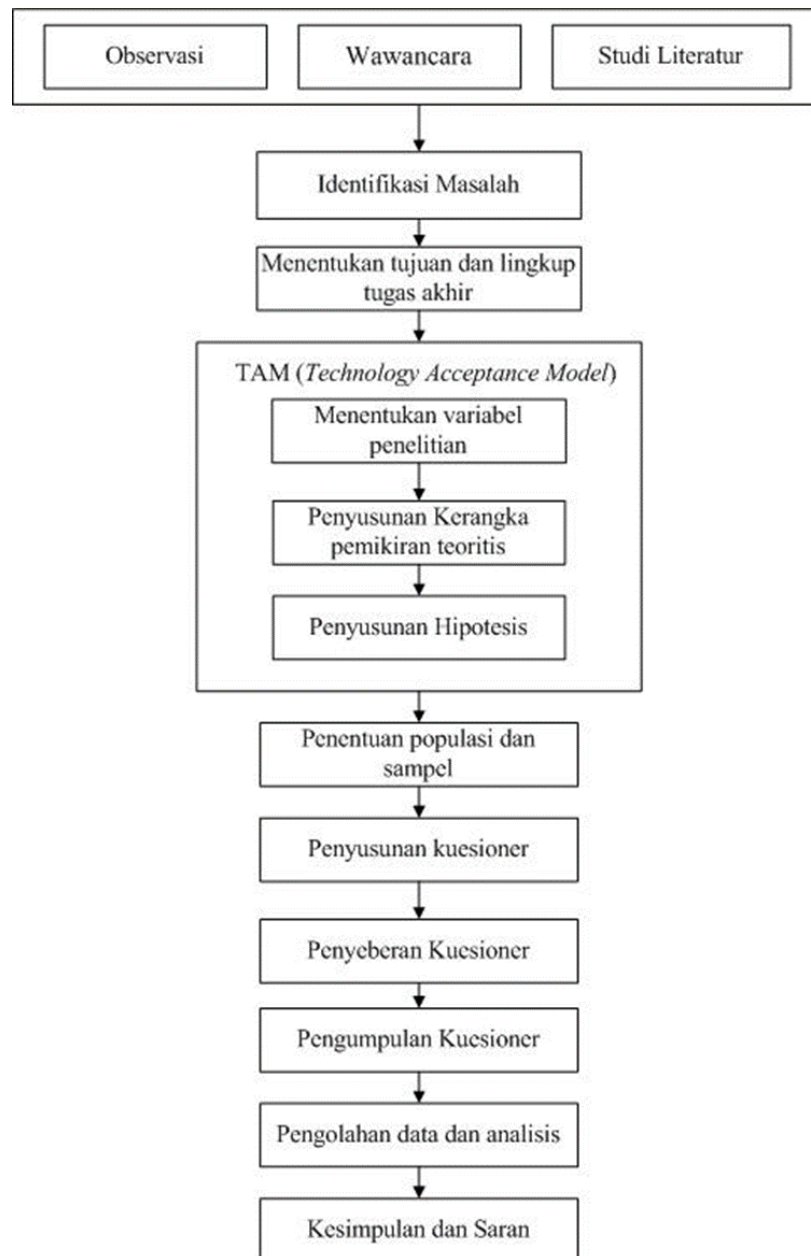 Observasi
Wawancara
Studi Literatur
Identifikasi Masalah
Menentukan tujuan dan lingkup
tugas akhir
TAM (Technology Acceptance Model)
Menentukan variabel
penelitian
Penyusunan Kerangka
pemikiran teoritis
Penyusunan Hipotesis
Penentuan populasi dan
sampel
Penyusunan kuesioner
Penyeberan Kuesioner
Pengumpulan Kuesioner
Pengolahan data dan analisis
Kesimpulan dan Saran